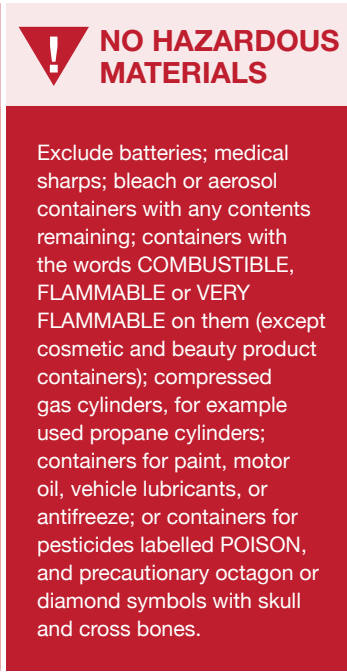 !
NO HAZARDOUS
MATERIALS
Exclude batteries; medical
sharps; bleach or aerosol
containers with any contents
remaining; containers with
the words COMBUSTIBLE,
FLAMMABLE or VERY
FLAMMABLE on them (except
cosmetic and beauty product
containers); compressed
gas cylinders, for example
used propane cylinders;
containers for paint, motor
oil, vehicle lubricants, or
antifreeze; or containers for
pesticides labelled POISON,
and precautionary octagon or
diamond symbols with skull
and cross bones.